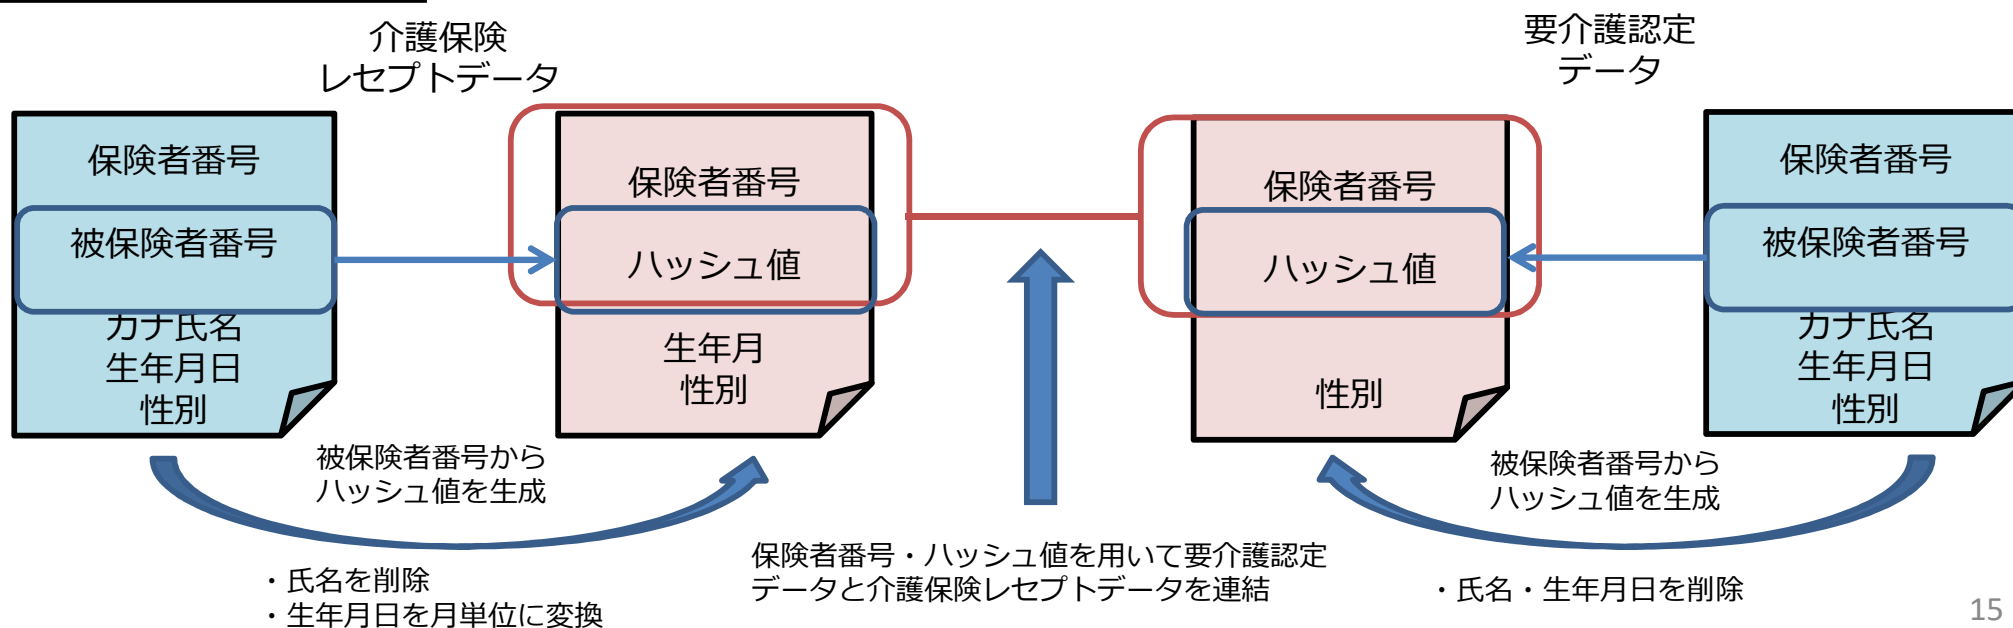 介護保険
レセプトデータ
要介護認定
データ
保険者番号
被保険者番号
カナ氏名
生年月日
性別
保険者番号
ハッシュ値
生年月
性別
保険者番号
ハッシュ値
性別
保険者番号
被保険者番号
カナ氏名
生年月日
性別
被保険者番号から
ハッシュ値を生成
被保険者番号から
ハッシュ値を生成
・氏名を削除
・生年月日を月単位に変換
保険者番号・ハッシュ値を用いて要介護認定
データと介護保険レセプトデータを連結
・氏名・生年月日を削除
15